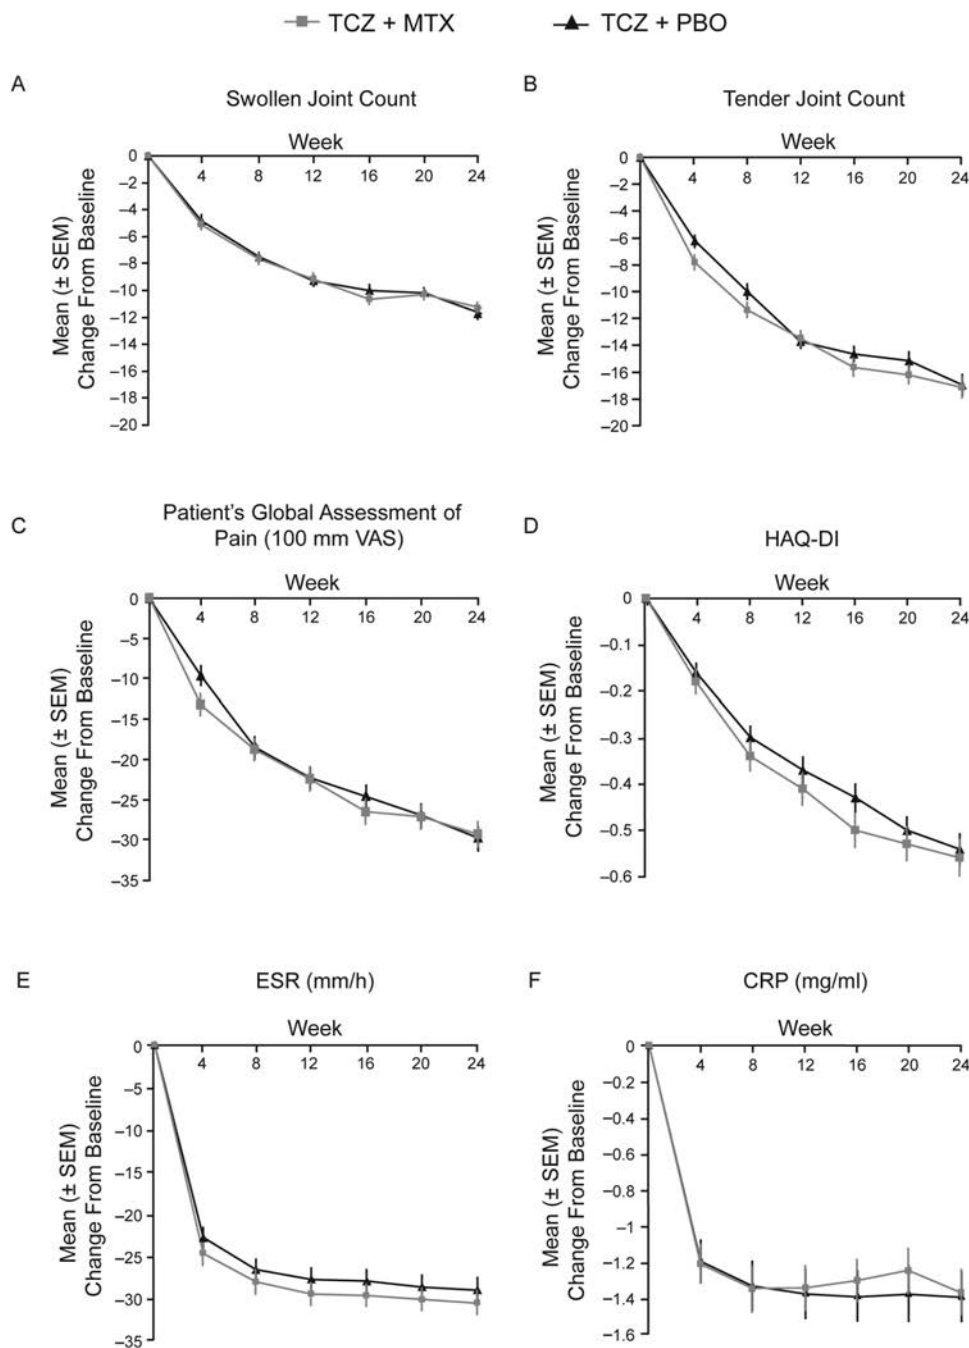 TCZ + MTX
TCZ + PBO
A
Swollen Joint Count
Week
0
4
8
12
16
20
24
–2
–4
–6
–8
–10
–12
–14
–16
–18
–20
Mean (± SEM)
Change From Baseline
B
Tender Joint Count
Week
0
4
8
12
16
20
24
–2
–4
–6
–8
–10
–12
–14
–16
–18
–20
Mean (± SEM)
Change From Baseline
C
Patient's Global Assessment of
Pain (100 mm VAS)
Week
0
4
8
12
16
20
24
–5
–10
–15
–20
–25
–30
–35
Mean (± SEM)
Change From Baseline
D
HAQ-DI
Week
0
4
8
12
16
20
24
–0.1
–0.2
–0.3
–0.4
–0.5
–0.6
Mean (± SEM)
Change From Baseline
E
ESR (mm/h)
Week
0
4
8
12
16
20
24
–5
–10
–15
–20
–25
–30
–35
Mean (± SEM)
Change From Baseline
F
CRP (mg/ml)
Week
0
4
8
12
16
20
24
–0.2
–0.4
–0.6
–0.8
–1
–1.2
–1.4
–1.6
Mean (± SEM)
Change From Baseline